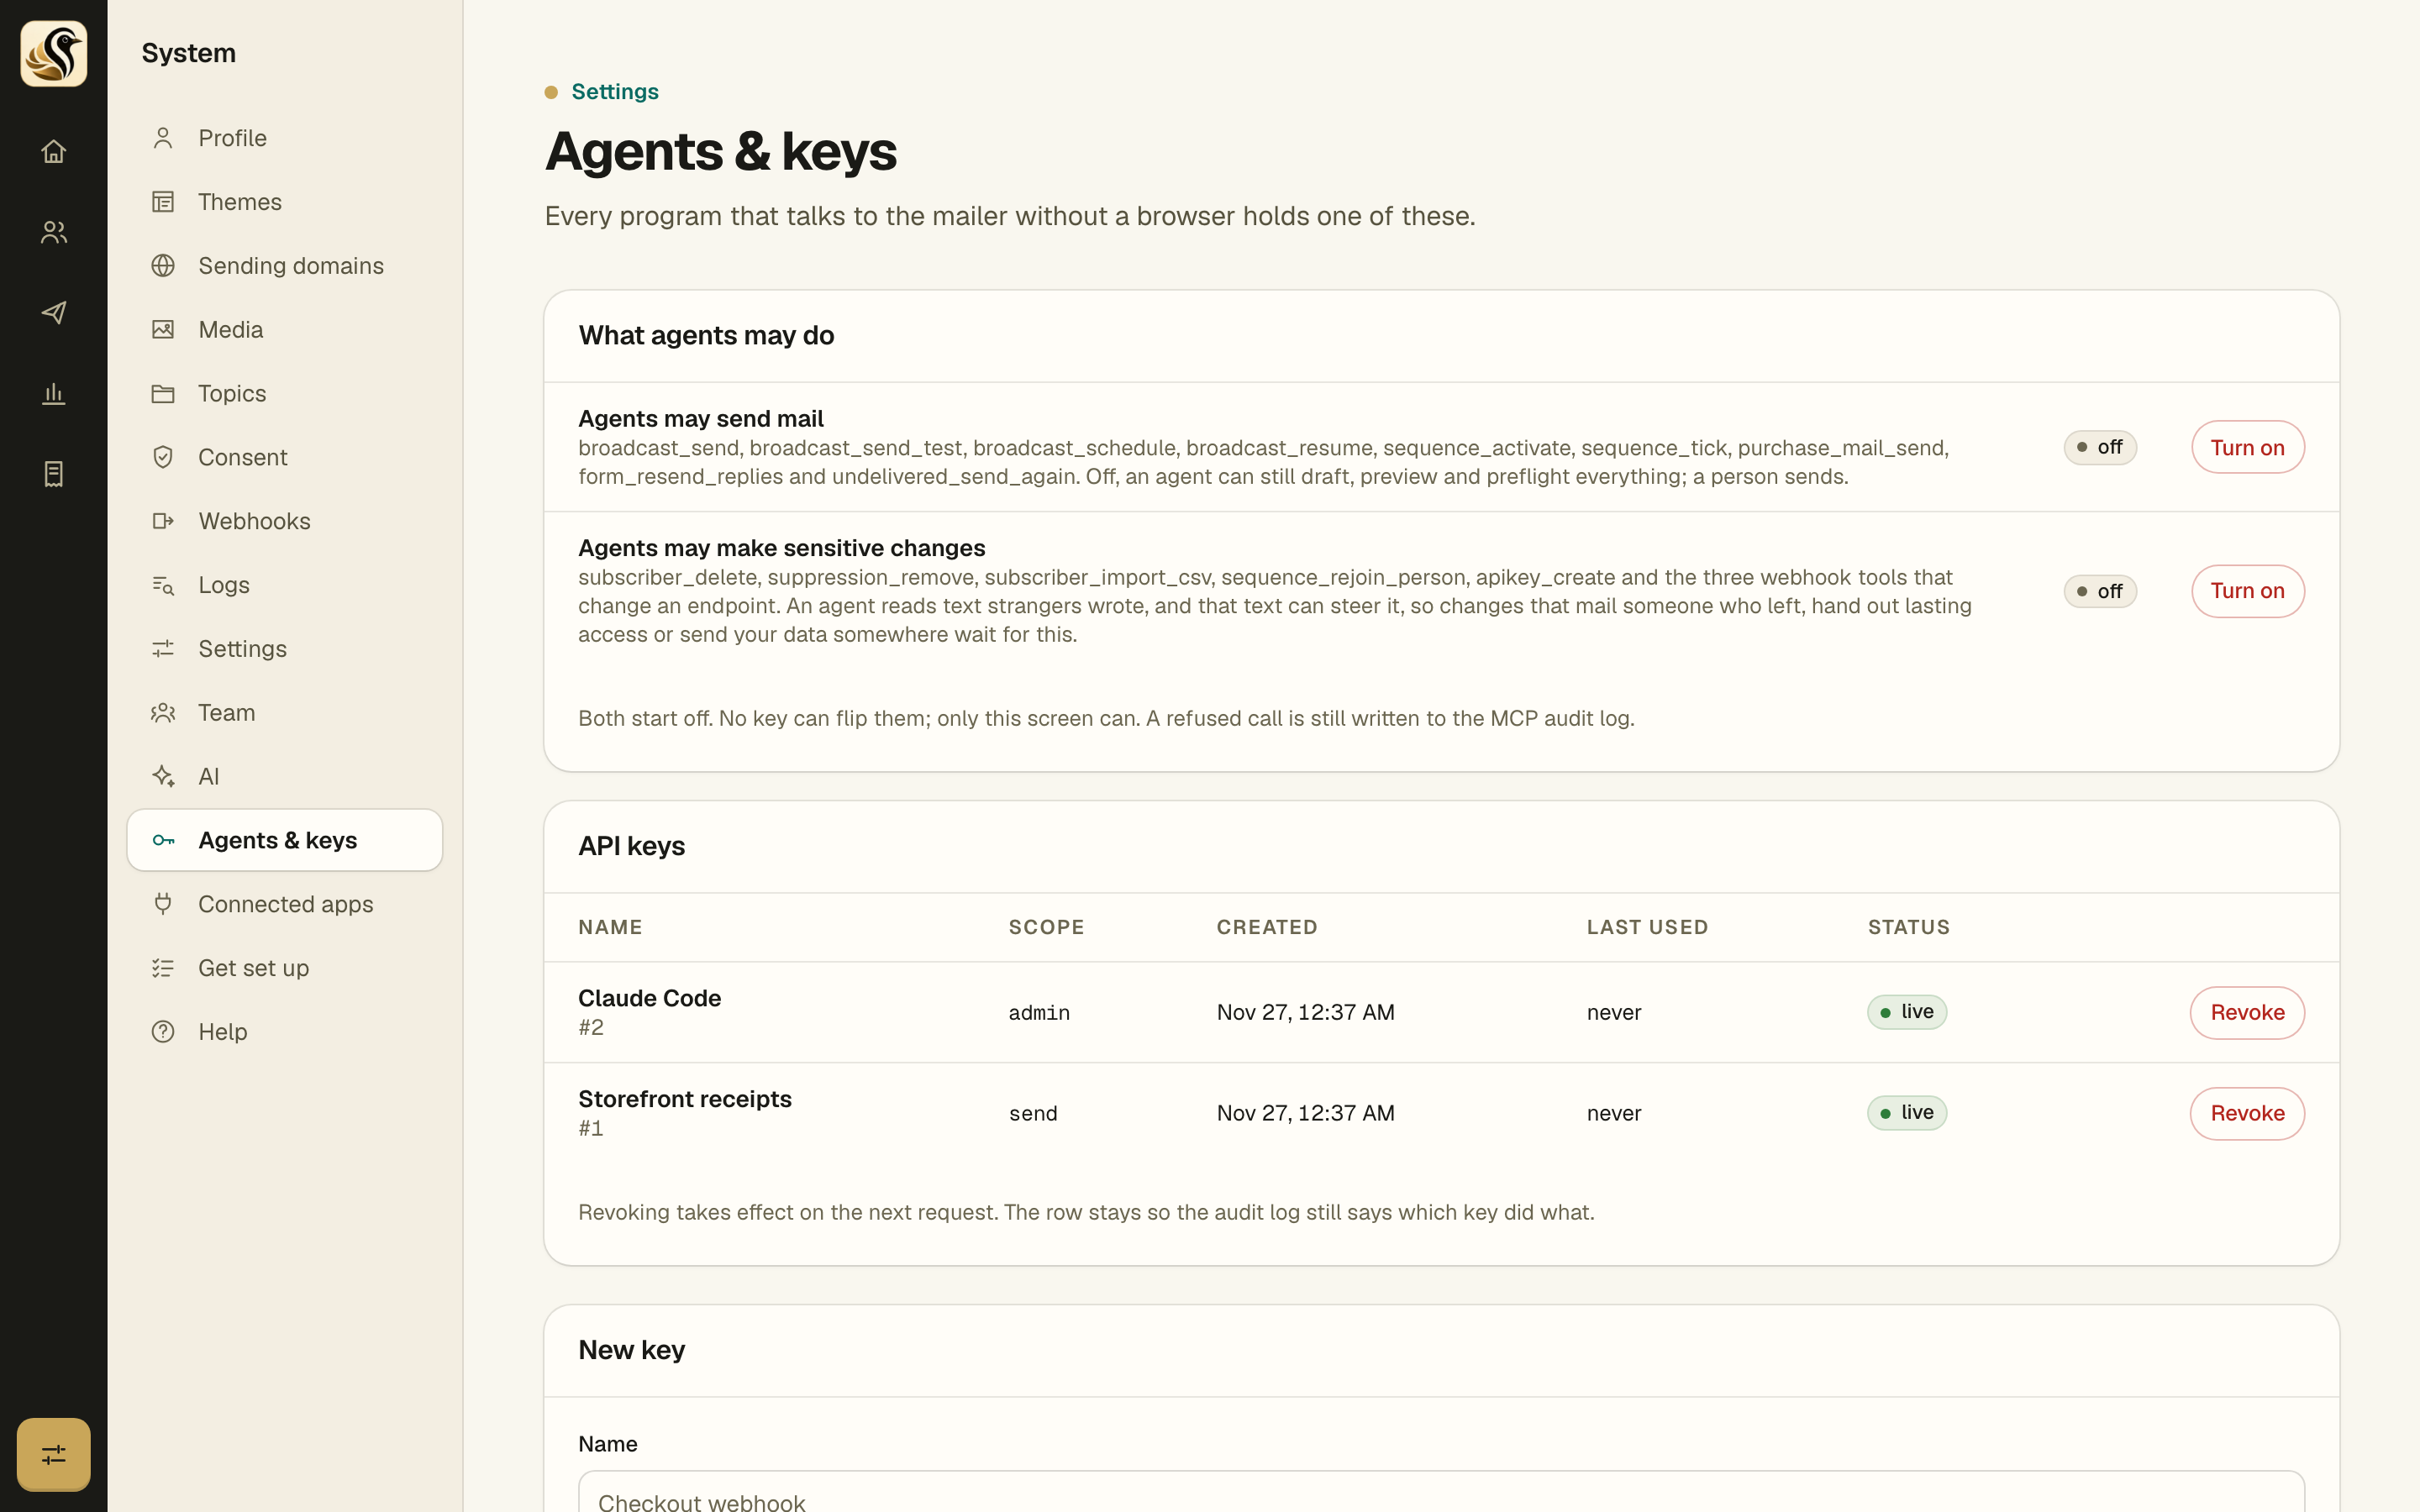 System
Profile
Themes
Sending domains
Media
Topics
Consent
Webhooks
Logs
Settings
Team
AI
Agents & keys
Connected apps
Get set up
Help
Settings
Agents & keys
Every program that talks to the mailer without a browser holds one of these.
What agents may do
Agents may send mail
broadcast_send, broadcast_send_test, broadcast_schedule, broadcast_resume, sequence_activate, sequence_tick, purchase_mail_send,
form_resend_replies and undelivered_send_again. Off, an agent can still draft, preview and preflight everything; a person sends.
off
Turn on
Agents may make sensitive changes
subscriber_delete, suppression_remove, subscriber_import_csv, sequence_rejoin_person, apikey_create and the three webhook tools that
change an endpoint. An agent reads text strangers wrote, and that text can steer it, so changes that mail someone who left, hand out lasting
access or send your data somewhere wait for this.
off
Turn on
Both start off. No key can flip them; only this screen can. A refused call is still written to the MCP audit log.
API keys
NAME SCOPE CREATED LAST USED STATUS
Claude Code
#2
admin Nov 27, 12:37 AM never live Revoke
Storefront receipts
#1
send Nov 27, 12:37 AM never live Revoke
Revoking takes effect on the next request. The row stays so the audit log still says which key did what.
New key
Name
Checkout webhook